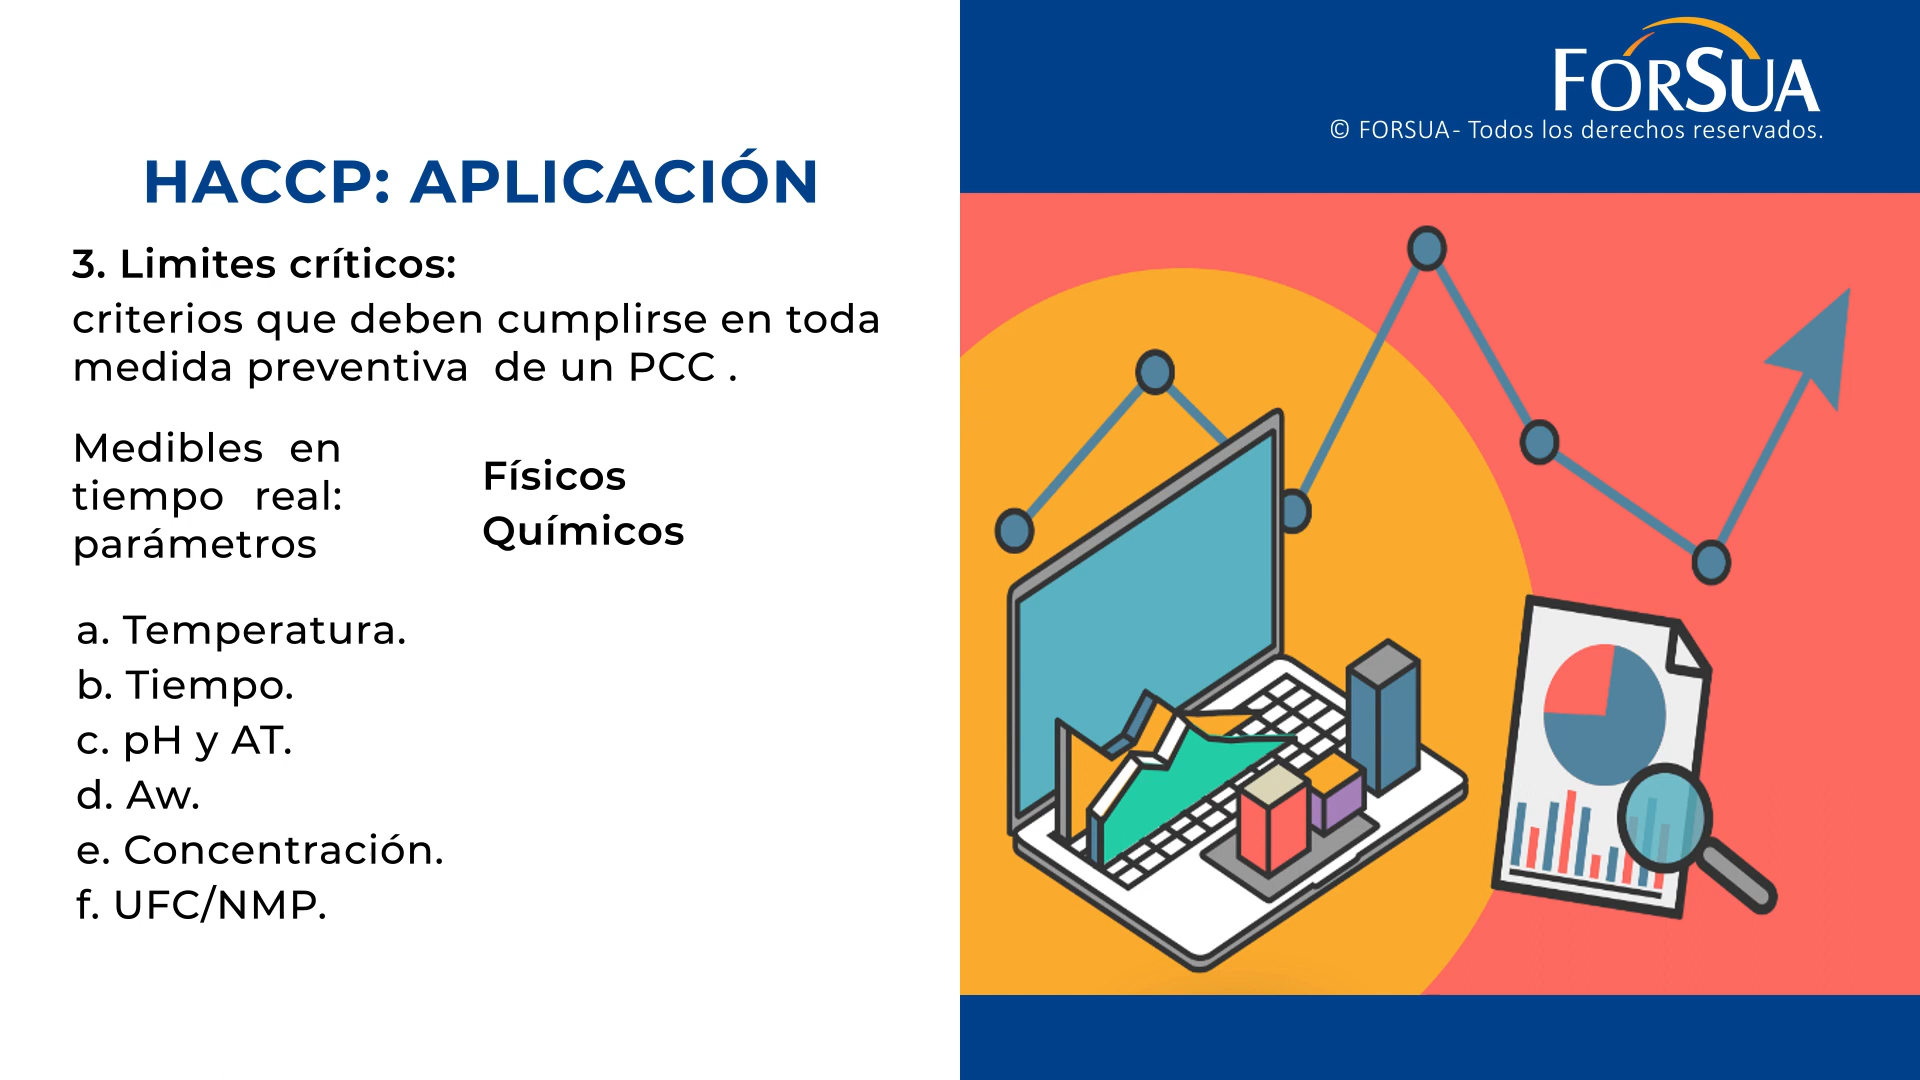 HACCP: APLICACIÓN
3. Limites críticos:
criterios que deben cumplirse en toda
medida preventiva de un PCC .
Medibles en
tiempo real:
parámetros
Físicos
Químicos
a. Temperatura.
b. Tiempo.
c. pH y AT.
d. Aw.
e. Concentración.
f. UFC/NMP.
FORSUA
© FORSUA- Todos los derechos reservados.